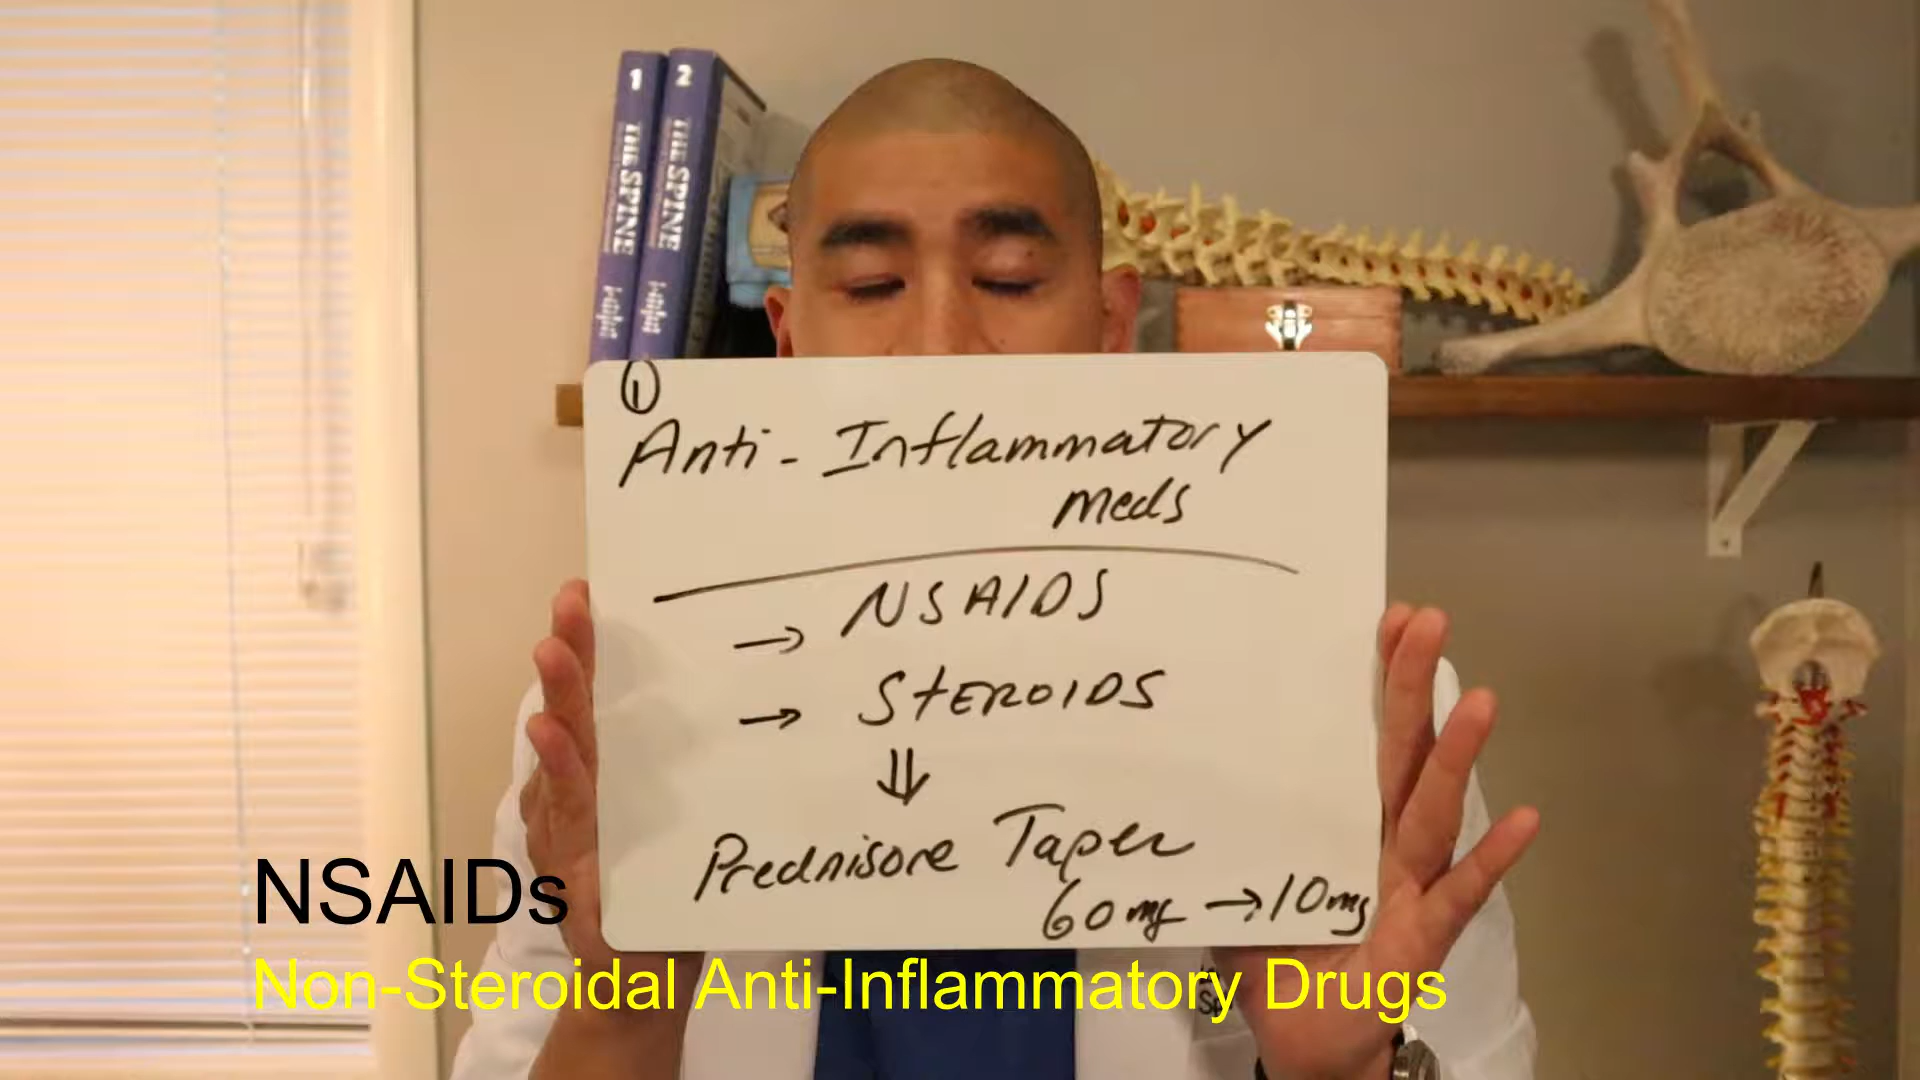 1
THE SPINE
2
THE SPINE
①
Anti-Inflammatory
Meds
→ NSAIDS
→ STEROIDS
⇓
Prednisone Taper
60mg → 10mg
NSAIDs
Non-Steroidal Anti-Inflammatory Drugs